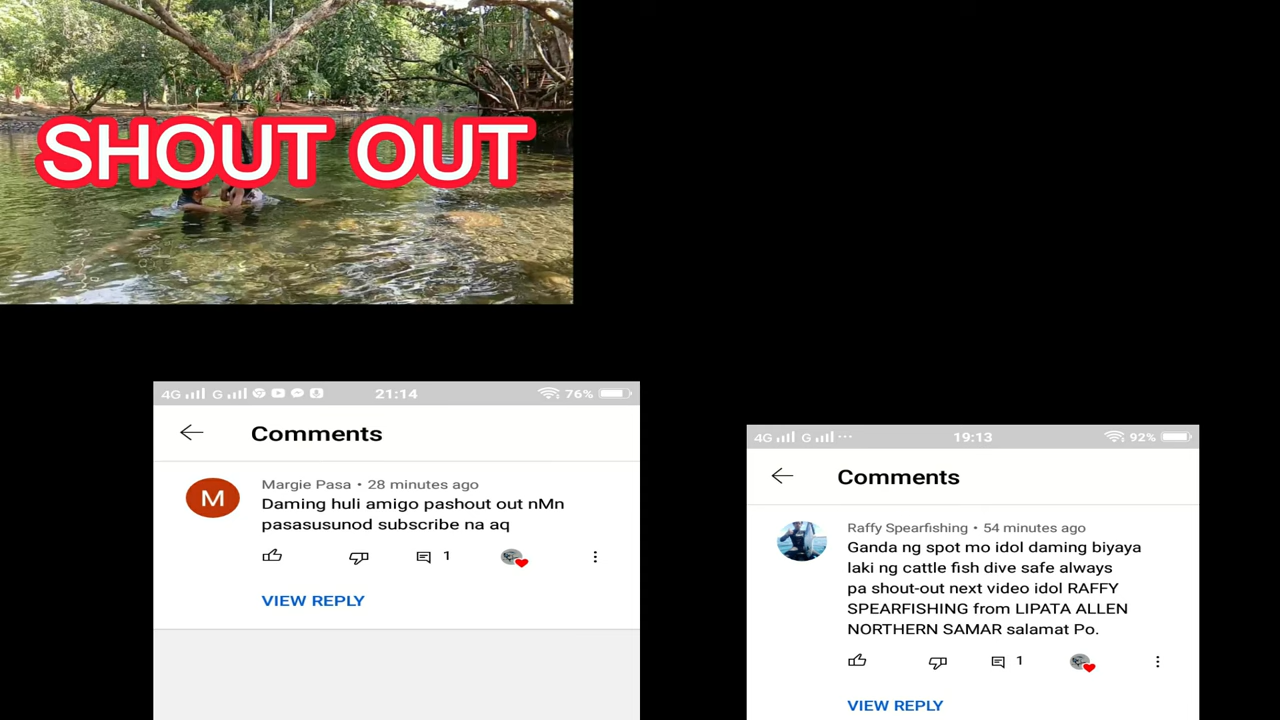 SHOUT OUT
4G G 21:14 76%
Comments
M
Margie Pasa • 28 minutes ago
Daming huli amigo pashout out nMn
pasasusunod subscribe na aq
1
VIEW REPLY
4G G 19:13 92%
Comments
Raffy Spearfishing • 54 minutes ago
Ganda ng spot mo idol daming biyaya
laki ng cattle fish dive safe always
pa shout-out next video idol RAFFY
SPEARFISHING from LIPATA ALLEN
NORTHERN SAMAR salamat Po.
1
VIEW REPLY